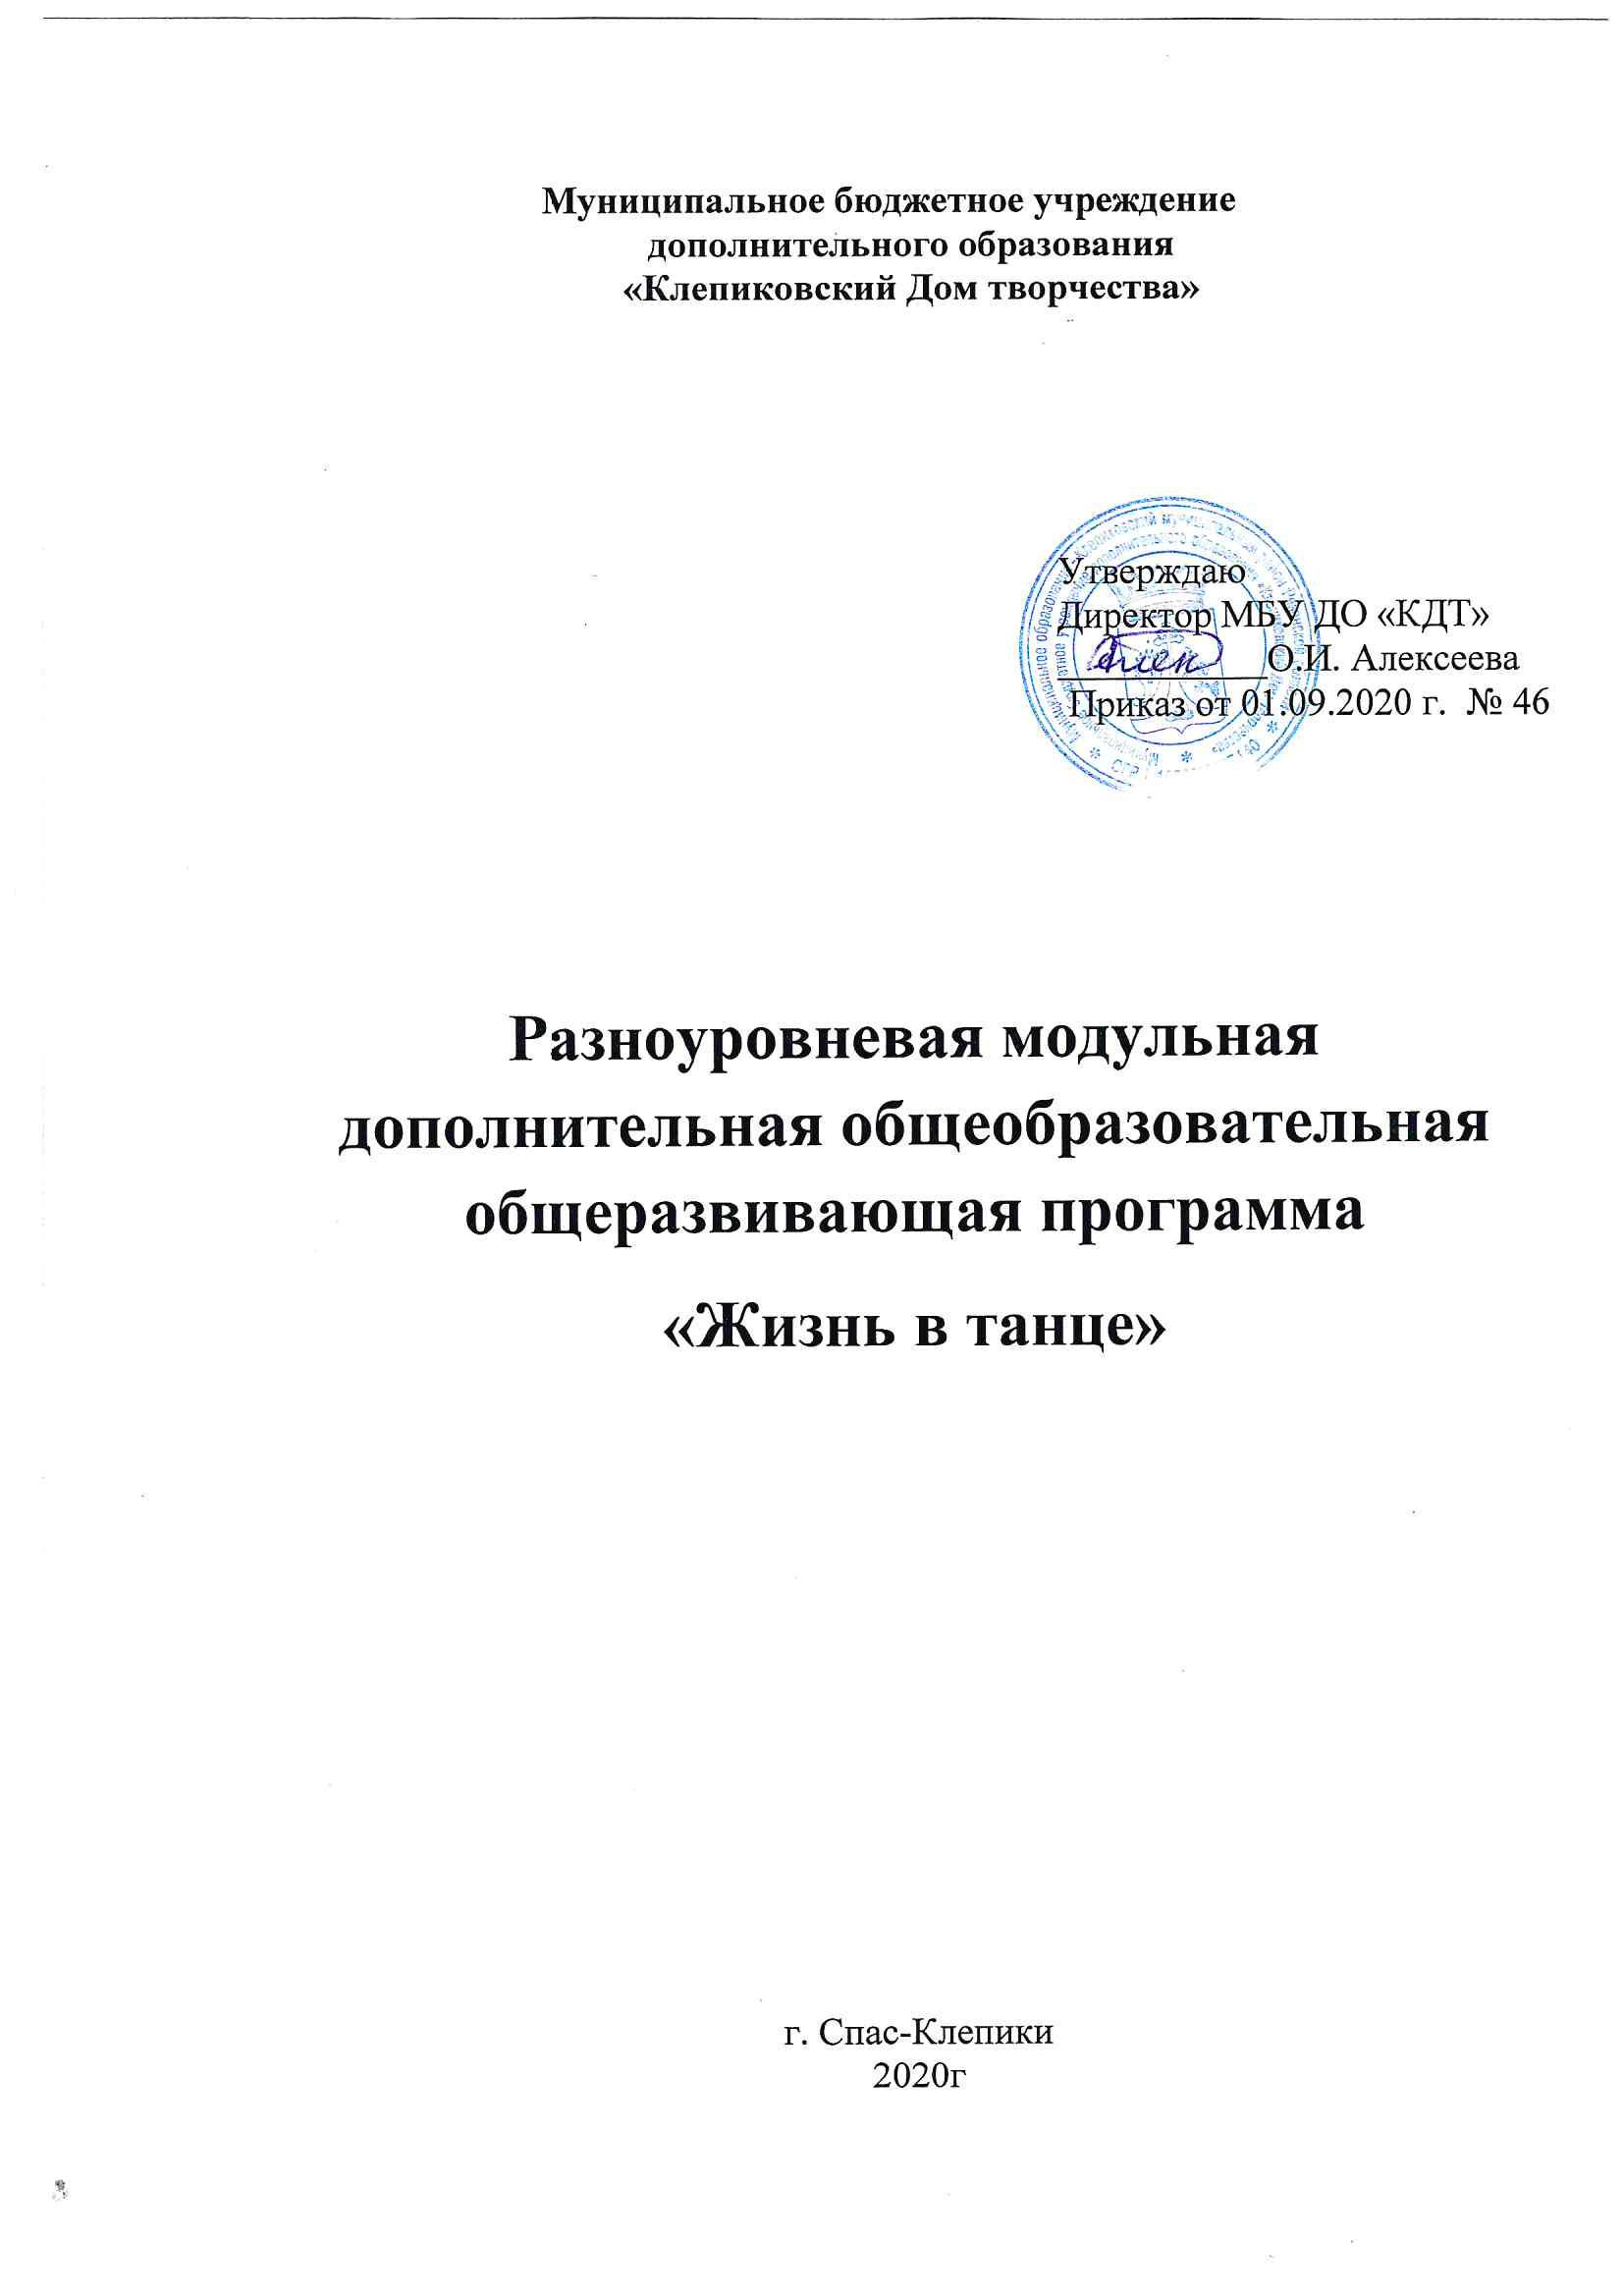 Муниципальное бюджетное учреждение
дополнительного образования
«Клепиковский Дом творчества»
Утверждаю
Директор МБУ ДО «КДТ»
О.И. Алексеева
Приказ от 01.09.2020 г. № 46
Разноуровневая модульная
дополнительная общеобразовательная
общеразвивающая программа
«Жизнь в танце»
г. Спас-Клепики
2020г